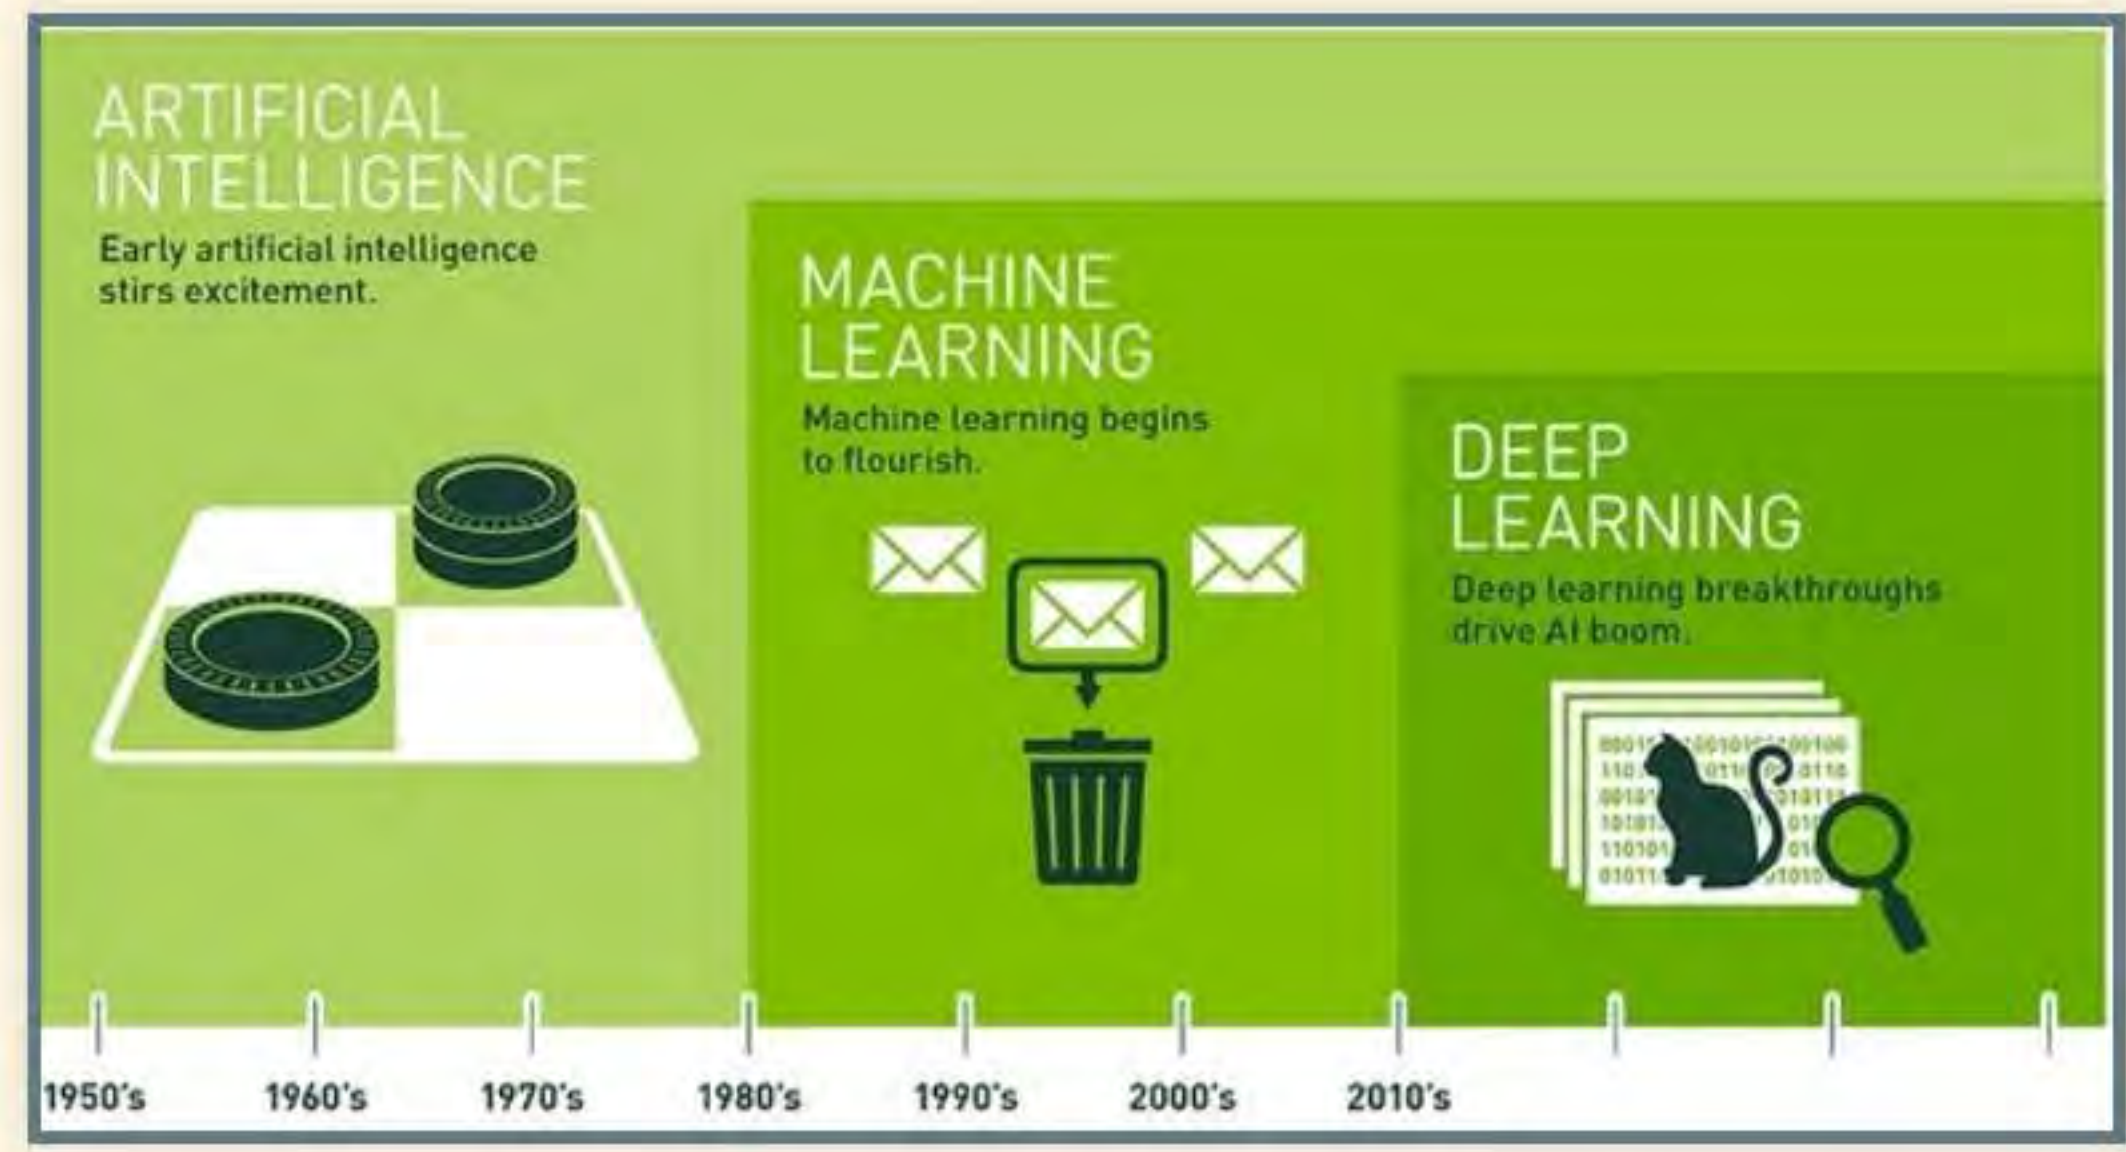 ARTIFICIAL
INTELLIGENCE
Early artificial intelligence
stirs excitement.
MACHINE
LEARNING
Machine learning begins
to flourish.
DEEP
LEARNING
Deep learning breakthroughs
drive AI boom.
1950's
1960's
1970's
1980's
1990's
2000's
2010's